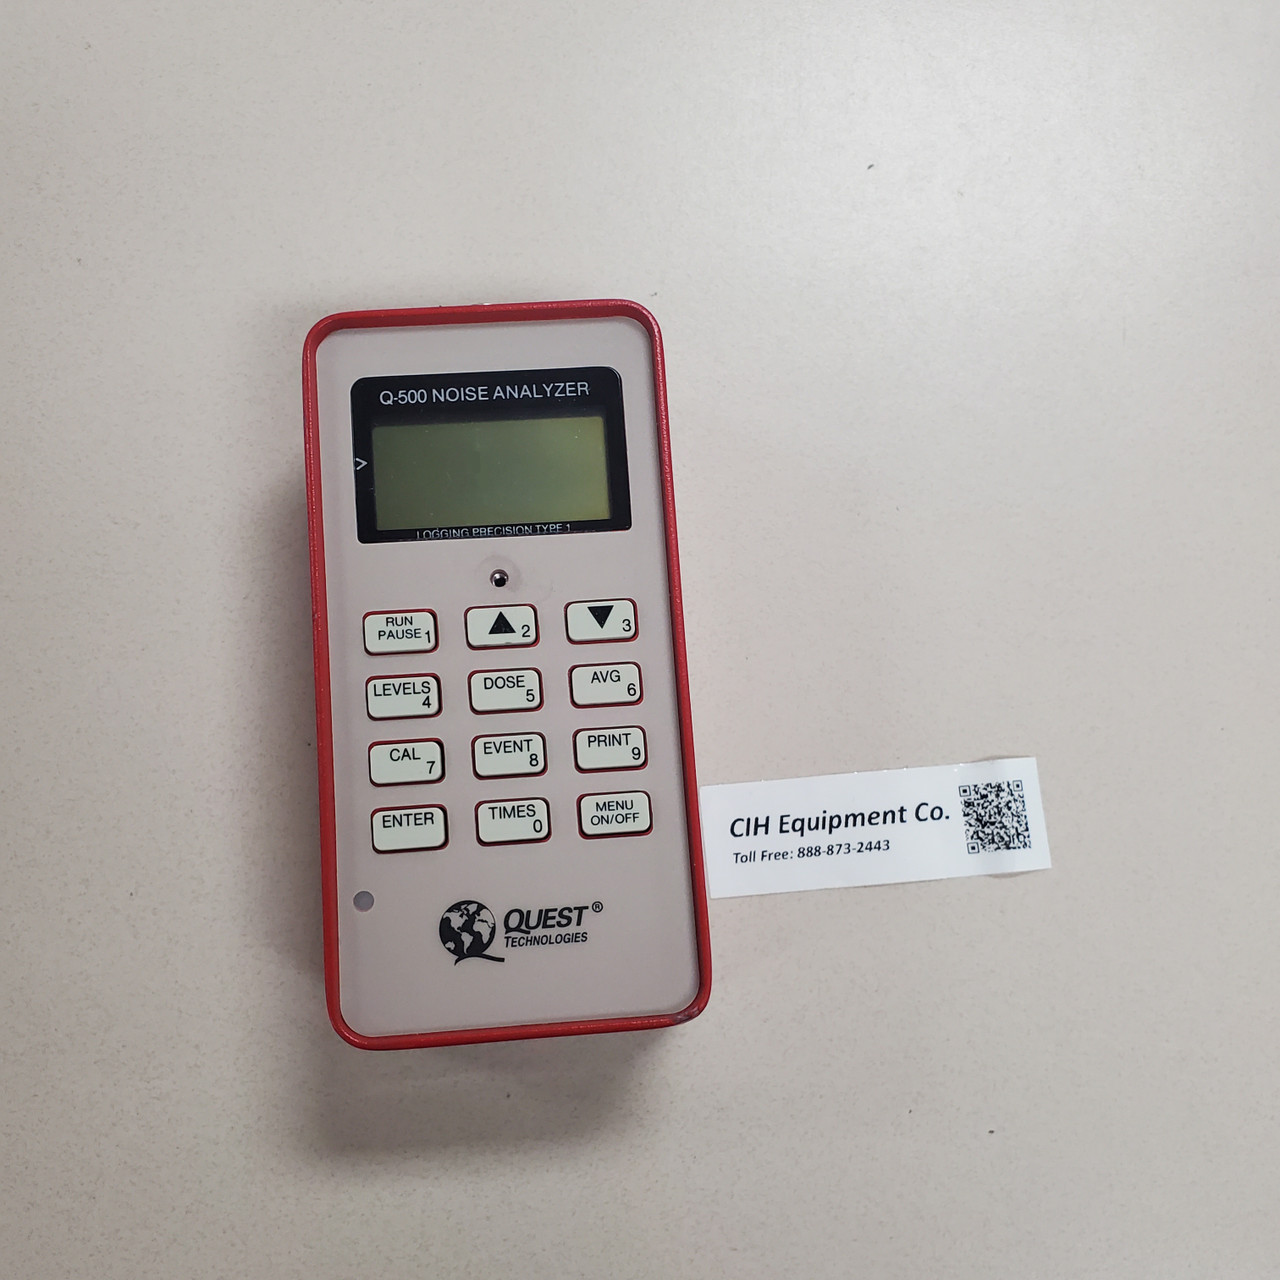 Q-500 NOISE ANALYZER
LOGGING PRECISION TYPE 1
RUN
PAUSE 1
▲ 2
▼ 3
LEVELS
4
DOSE
5
AVG
6
CAL
7
EVENT
8
PRINT
9
ENTER
TIMES
0
MENU
ON/OFF
QUEST®
TECHNOLOGIES
CIH Equipment Co.
Toll Free: 888-873-2443